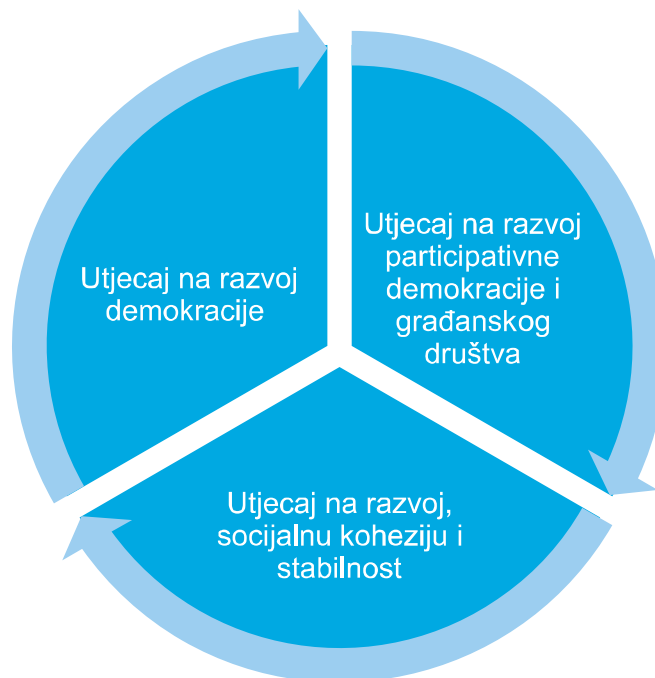 Utjecaj na razvoj
demokracije
Utjecaj na razvoj
participativne
demokracije i
građanskog
društva
Utjecaj na razvoj,
socijalnu koheziju i
stabilnost